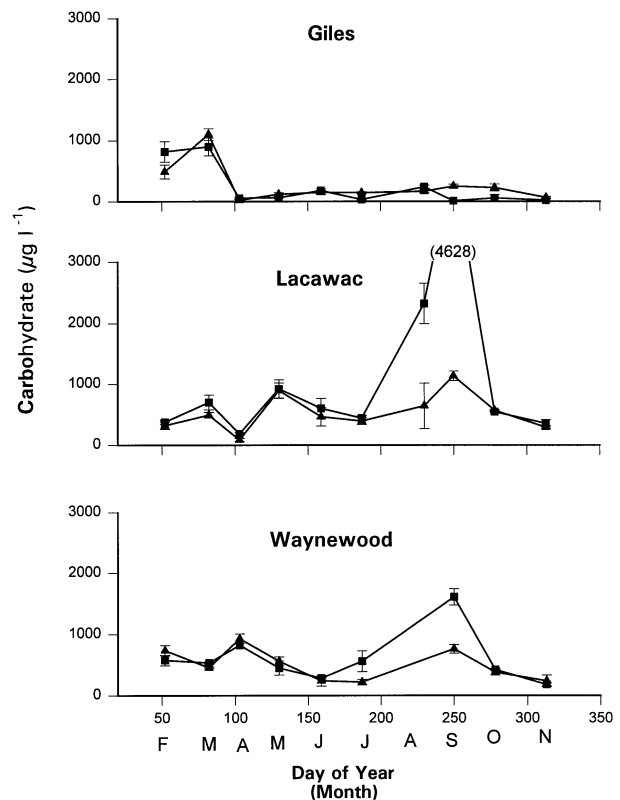 3000
Giles
2000
1000
0
3000
(4628)
Lacawac
2000
1000
0
Carbohydrate (µg l⁻¹)
3000
Waynewood
2000
1000
0
50 100 150 200 250 300 350
F M A M J J A S O N
Day of Year
(Month)